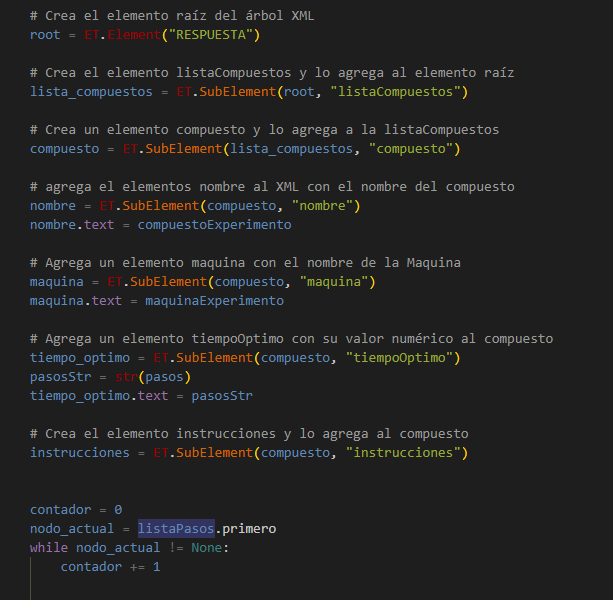 # Crea el elemento raíz del árbol XML
root = ET.Element("RESPUESTA")
# Crea el elemento listaCompuestos y lo agrega al elemento raíz
lista_compuestos = ET.SubElement(root, "listaCompuestos")
# Crea un elemento compuesto y lo agrega a la listaCompuestos
compuesto = ET.SubElement(lista_compuestos, "compuesto")
# agrega el elementos nombre al XML con el nombre del compuesto
nombre = ET.SubElement(compuesto, "nombre")
nombre.text = compuestoExperimento
# Agrega un elemento maquina con el nombre de la Maquina
maquina = ET.SubElement(compuesto, "maquina")
maquina.text = maquinaExperimento
# Agrega un elemento tiempoOptimo con su valor numérico al compuesto
tiempo_optimo = ET.SubElement(compuesto, "tiempoOptimo")
pasosStr = str(pasos)
tiempo_optimo.text = pasosStr
# Crea el elemento instrucciones y lo agrega al compuesto
instrucciones = ET.SubElement(compuesto, "instrucciones")
contador = 0
nodo_actual = listaPasos.primero
while nodo_actual != None:
    contador += 1